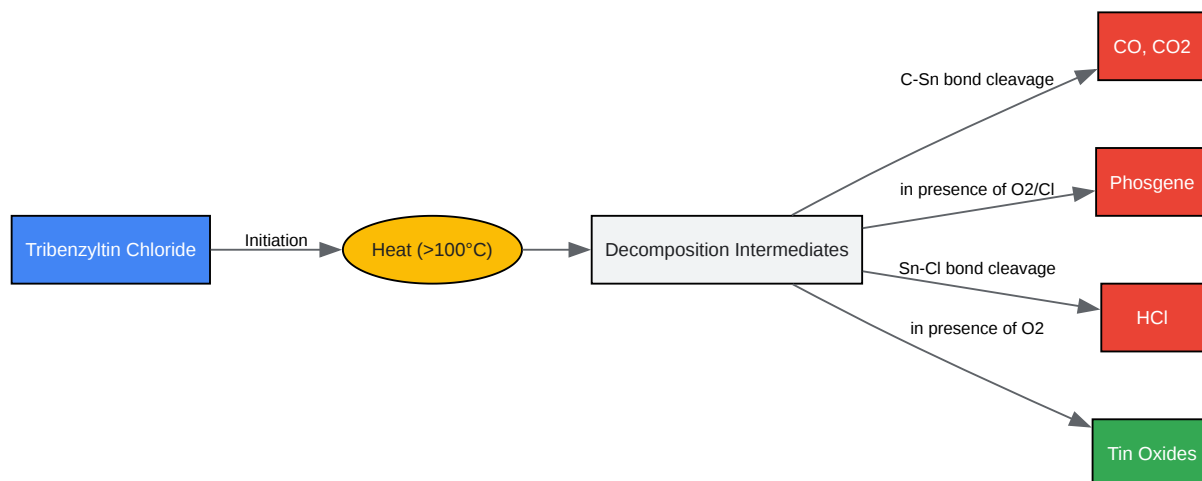 CO, CO2
C-Sn bond cleavage
in presence of O2/Cl
Phosgene
Tribenzyltin Chloride
Initiation
Heat (>100°C)
Decomposition Intermediates
Sn-Cl bond cleavage
HCl
in presence of O2
Tin Oxides